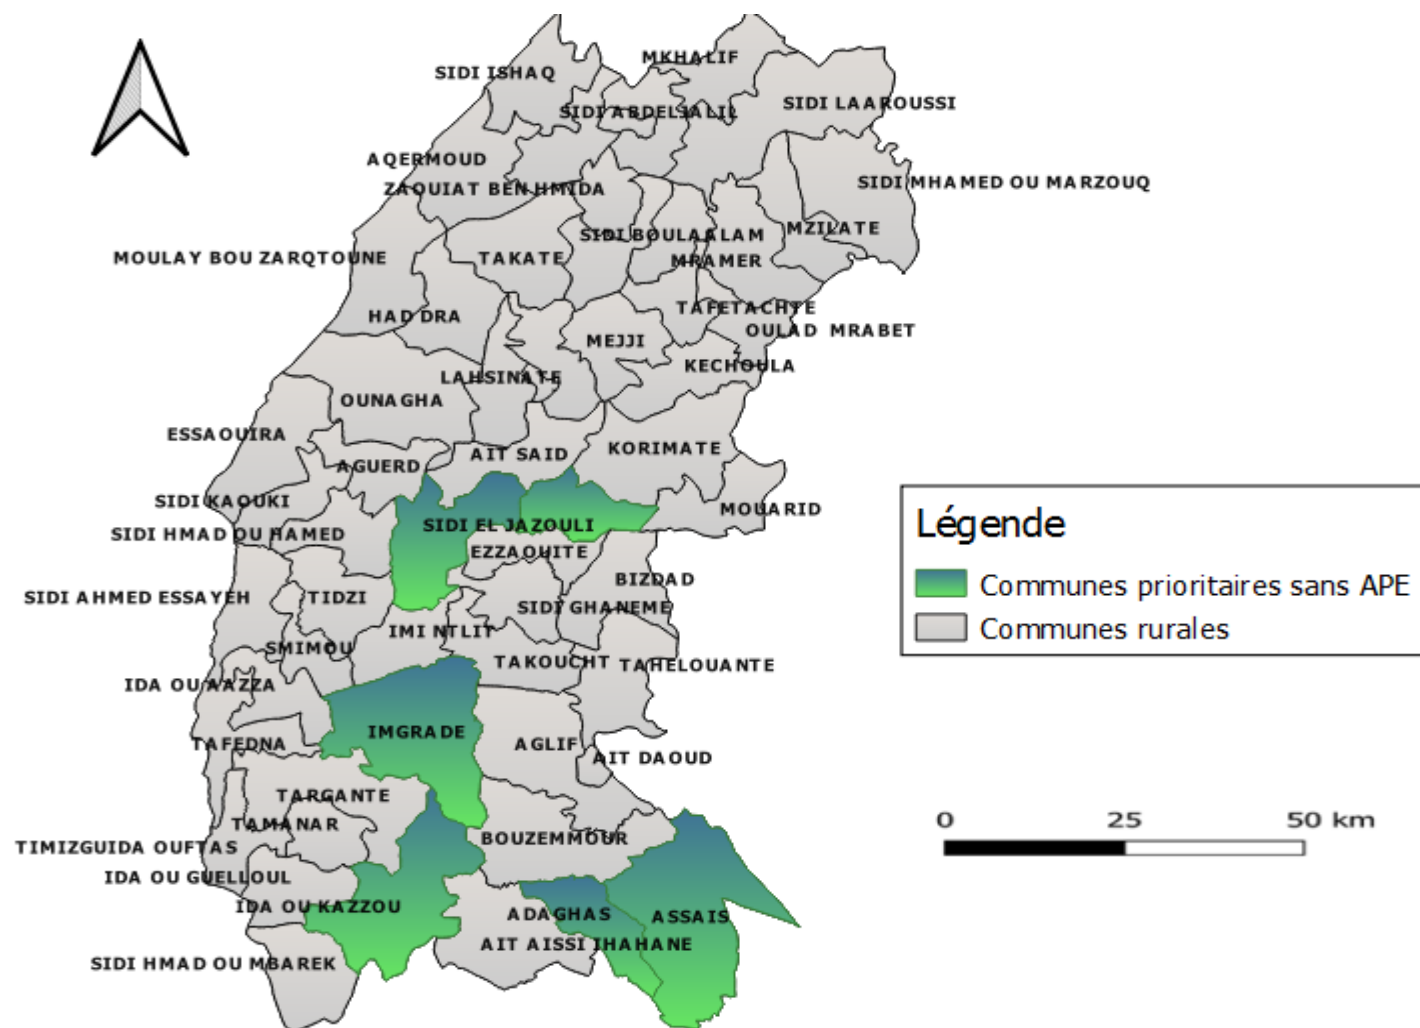 MKHALIF
SIDI ISHAQ
SIDI LAAROUSSI
SIDI ABDELJALIL
AQERMOUD
SIDI MHAMED OU MARZOUQ
ZAOUIAT BEN HMIDA
MZILATE
SIDI BOULAALAM
MOULAY BOU ZARQTOUNE
TAKATE
MRAMER
TAFETACHTE
HAD DRA
OULAD MRABET
MEJJI
KECHOULA
LAHSINATE
OUNAGHA
ESSAOUIRA
KORIMATE
AIT SAID
AGUERD
SIDI KAOUKI
MOUARID
SIDI EL JAZOULI
SIDI HMAD OU HAMED
EZZAOUITE
BIZDAD
SIDI AHMED ESSAYEH
TIDZI
SIDI GHANEME
IMI NTLIT
SMIMOU
TAKOUCHT
TAHELOUANTE
IDA OU AAZZA
IMGRADE
TAFEDNA
AGLIF
AIT DAOUD
TARGANTE
TAMANAR
BOUZEMMOUR
TIMIZGUIDA OUFTAS
IDA OU GUELLOUL
IDA OU KAZZOU
ADAGHAS
ASSAIS
AIT AISSI IHAHANE
SIDI HMAD OU MBAREK
Légende
Communes prioritaires sans APE
Communes rurales
0 25 50 km